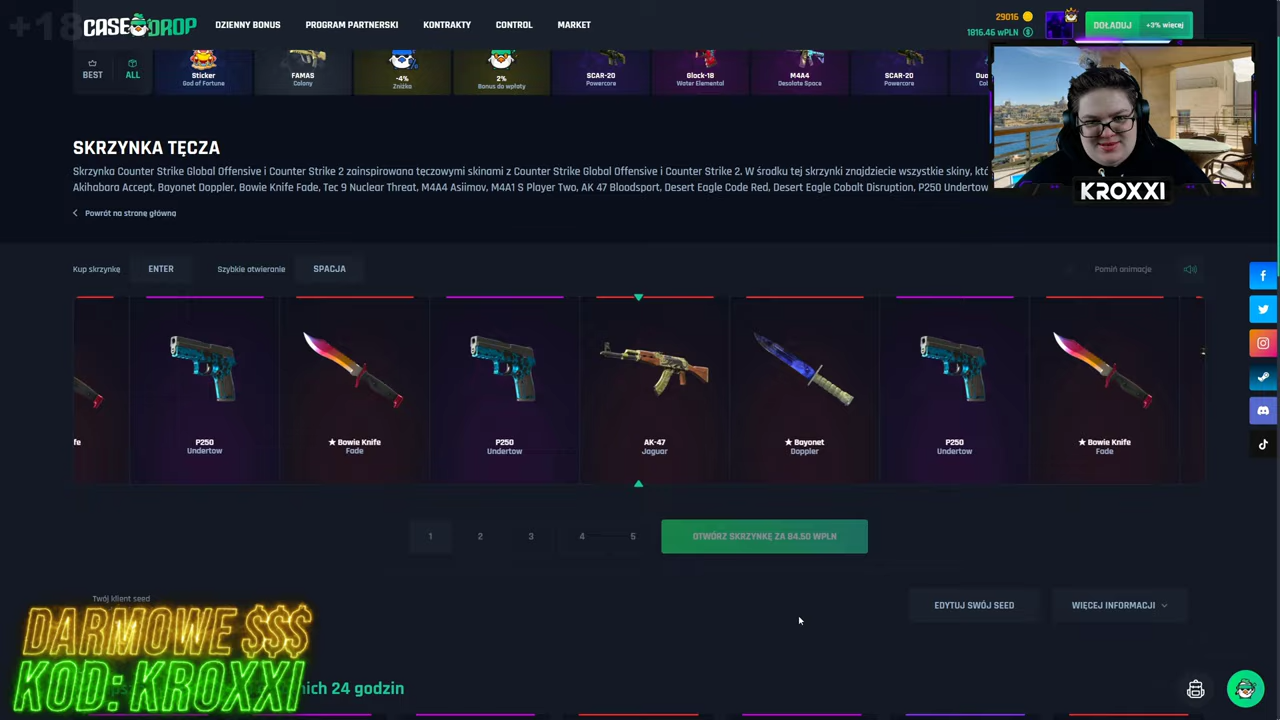 +18
CASEDROP
DZIENNY BONUS
PROGRAM PARTNERSKI
KONTRAKTY
CONTROL
MARKET
29016
1816.46 wPLN
DOŁADUJ
+3% więcej
BEST
ALL
Sticker
God of Fortune
FAMAS
Colony
-4%
Zniżka
2%
Bonus do wpłaty
SCAR-20
Powercore
Glock-18
Water Elemental
M4A4
Desolate Space
SCAR-20
Powercore
SKRZYNKA TĘCZA
Skrzynka Counter Strike Global Offensive i Counter Strike 2 zainspirowana tęczowymi skinami z Counter Strike Global Offensive i Counter Strike 2. W środku tej skrzynki znajdziecie wszystkie skiny,
Akihabara Accept, Bayonet Doppler, Bowie Knife Fade, Tec 9 Nuclear Threat, M4A4 Asiimov, M4A1 S Player Two, AK 47 Bloodsport, Desert Eagle Code Red, Desert Eagle Cobalt Disruption, P250 Undertow
KROXXI
Powrót na stronę główną
Kup skrzynkę
ENTER
Szybkie otwieranie
SPACJA
Pomiń animacje
P250
Undertow
★ Bowie Knife
Fade
P250
Undertow
AK-47
Jaguar
★ Bayonet
Doppler
P250
Undertow
★ Bowie Knife
Fade
1 2 3 4 5
OTWÓRZ SKRZYNKĘ ZA 84.50 WPLN
Twój klient seed
EDYTUJ SWÓJ SEED
WIĘCEJ INFORMACJI
DARMOWE $$$
KOD: KROXXI
24 godzin